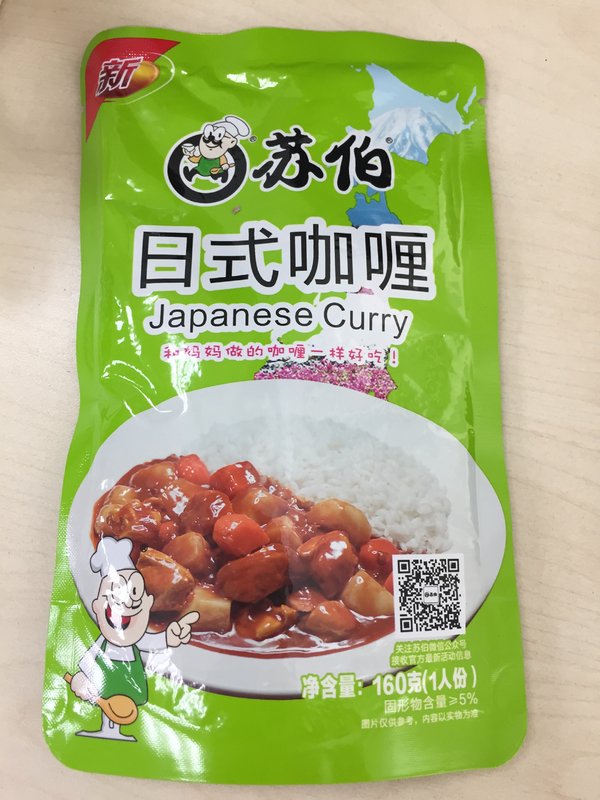 新
苏伯
日式咖喱
Japanese Curry
和妈妈做的咖喱一样好吃！
关注苏伯微信公众号
接收官方最新活动信息
净含量：160克(1人份)
固形物含量≥5%
图片仅供参考，内容以实物为准